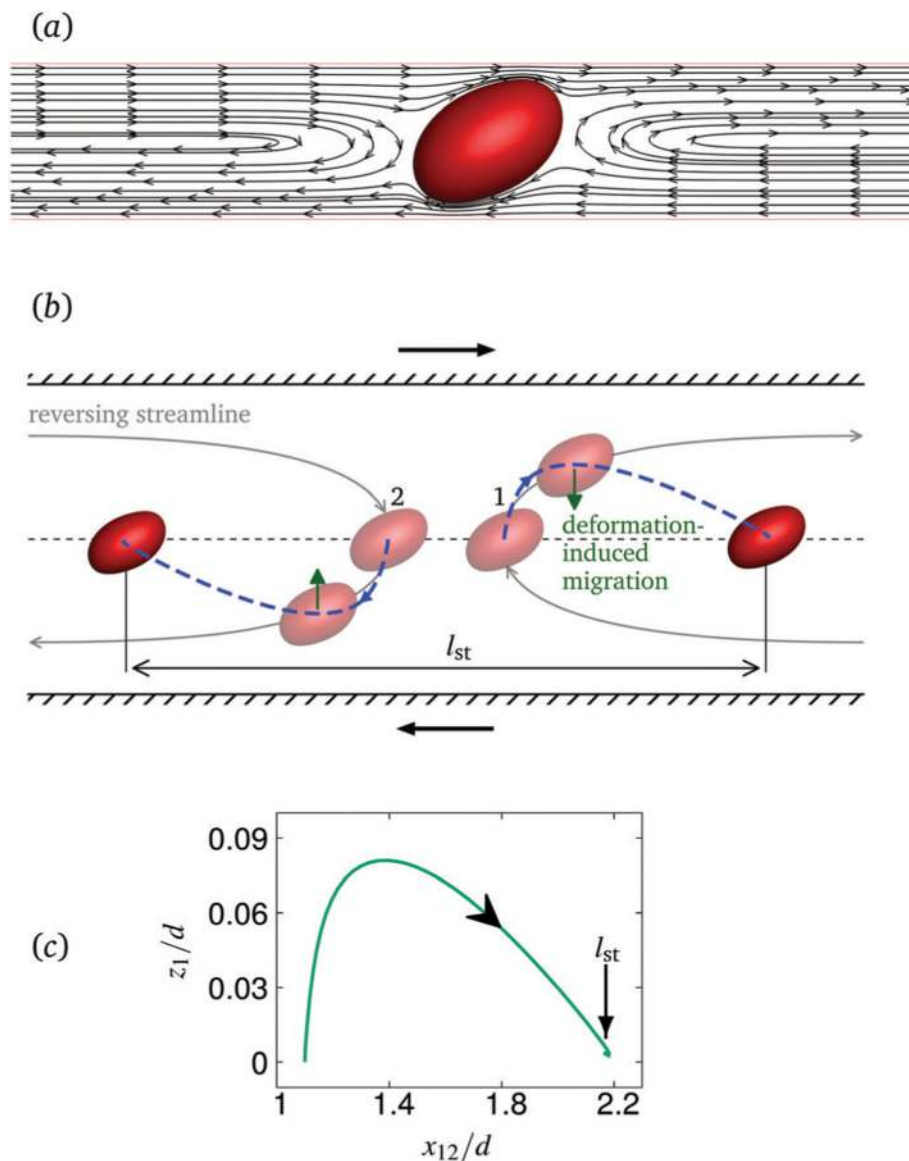 (a)
(b)
reversing streamline
2
1
deformation-
induced
migration
l_st
(c)
z_1/d
0.09
0.06
0.03
0
l_st
1
1.4
1.8
2.2
x_12/d